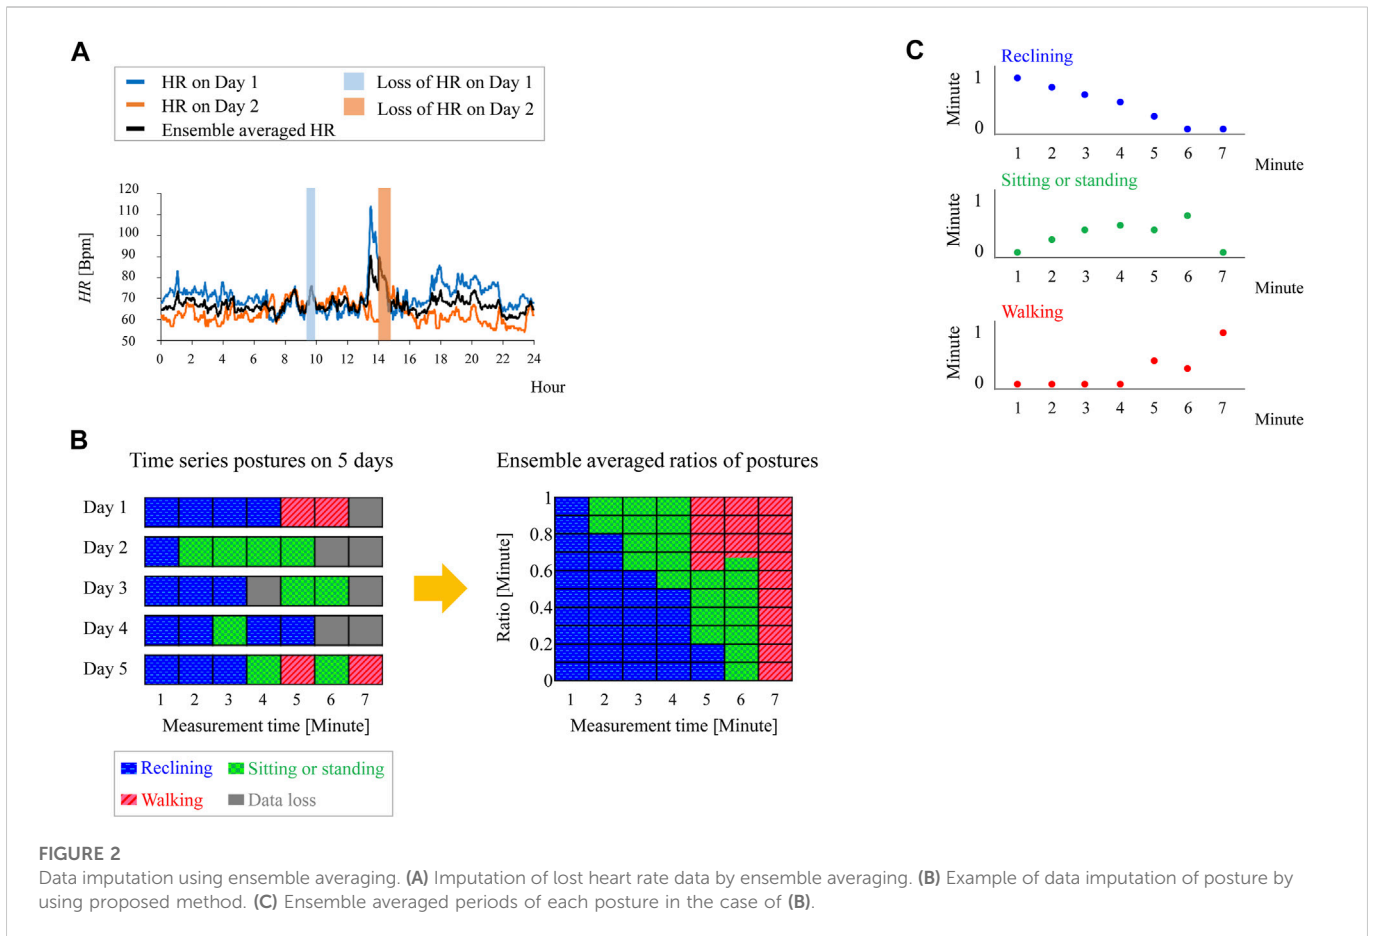 A
HR on Day 1
HR on Day 2
Ensemble averaged HR
Loss of HR on Day 1
Loss of HR on Day 2
HR [Bpm]
120
110
100
90
80
70
60
50
0 2 4 6 8 10 12 14 16 18 20 22 24
Hour
B
Time series postures on 5 days
Day 1
Day 2
Day 3
Day 4
Day 5
1 2 3 4 5 6 7
Measurement time [Minute]
Ensemble averaged ratios of postures
Ratio [Minute]
1
0.8
0.6
0.4
0.2
0
1 2 3 4 5 6 7
Measurement time [Minute]
Reclining
Sitting or standing
Walking
Data loss
C
Reclining
Minute
1
0
1 2 3 4 5 6 7
Minute
Sitting or standing
Minute
1
0
1 2 3 4 5 6 7
Minute
Walking
Minute
1
0
1 2 3 4 5 6 7
Minute
FIGURE 2
Data imputation using ensemble averaging. (A) Imputation of lost heart rate data by ensemble averaging. (B) Example of data imputation of posture by
using proposed method. (C) Ensemble averaged periods of each posture in the case of (B).